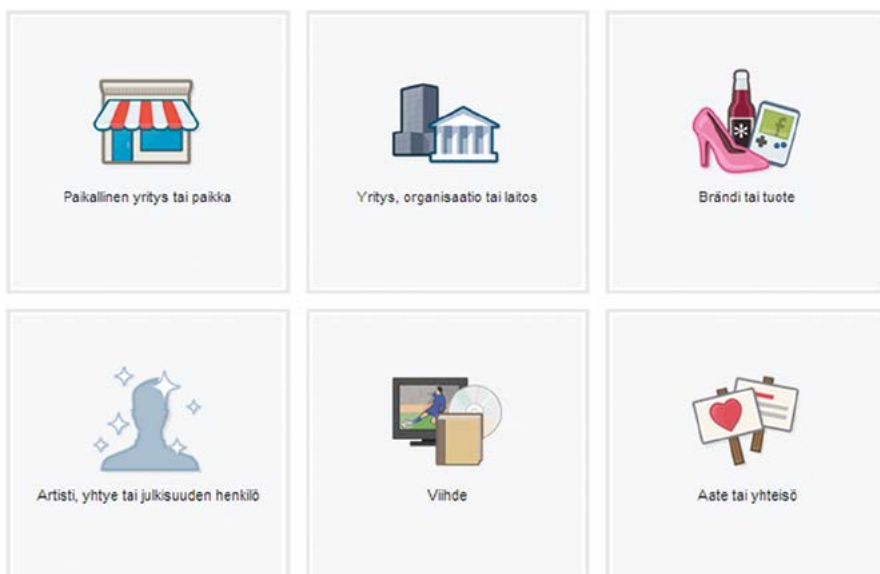 Paikallinen yritys tai paikka
Yritys, organisaatio tai laitos
Brändi tai tuote
Artisti, yhtye tai julkisuuden henkilö
Viihde
Aate tai yhteisö